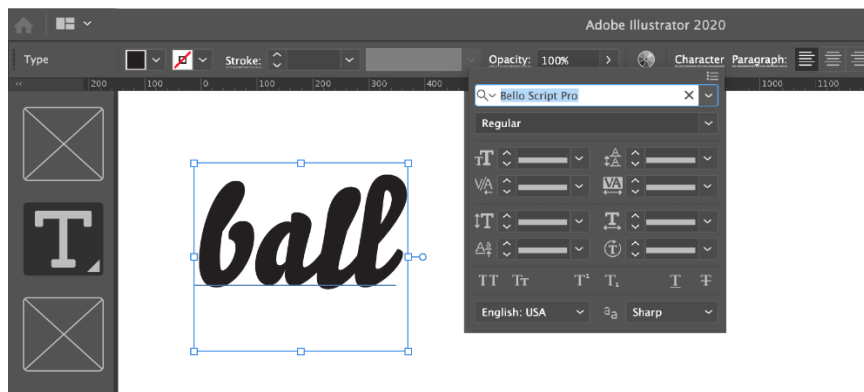 Adobe Illustrator 2020
Type Stroke: Opacity: 100% Character Paragraph:
200 100 0 100 200 300 400 1000 1100
Bello Script Pro
Regular
T
ball
TT Tт T¹ T₁ T Ŧ
English: USA
aa Sharp